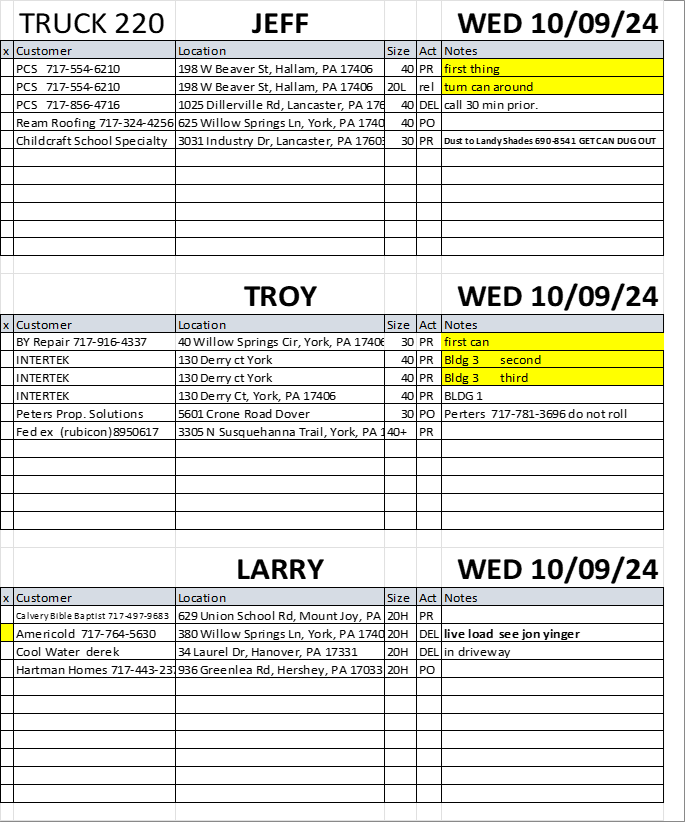 TRUCK 220 JEFF WED 10/09/24
x Customer Location Size Act Notes
PCS 717-554-6210 198 W Beaver St, Hallam, PA 17406 40 PR first thing
PCS 717-554-6210 198 W Beaver St, Hallam, PA 17406 20L rel turn can around
PCS 717-856-4716 1025 Dillerville Rd, Lancaster, PA 176 40 DEL call 30 min prior.
Ream Roofing 717-324-4256 625 Willow Springs Ln, York, PA 1740 40 PO
Childcraft School Specialty 3031 Industry Dr, Lancaster, PA 1760 30 PR Dust to Landy Shades 690-8541 GET CAN DUG OUT
TROY WED 10/09/24
x Customer Location Size Act Notes
BY Repair 717-916-4337 40 Willow Springs Cir, York, PA 17406 30 PR first can
INTERTEK 130 Derry ct York 40 PR Bldg 3 second
INTERTEK 130 Derry ct York 40 PR Bldg 3 third
INTERTEK 130 Derry Ct, York, PA 17406 40 PR BLDG 1
Peters Prop. Solutions 5601 Crone Road Dover 30 PO Perters 717-781-3696 do not roll
Fed ex (rubicon)8950617 3305 N Susquehanna Trail, York, PA 1 40+ PR
LARRY WED 10/09/24
x Customer Location Size Act Notes
Calvery Bible Baptist 717-497-9683 629 Union School Rd, Mount Joy, PA 20H PR
Americold 717-764-5630 380 Willow Springs Ln, York, PA 1740 20H DEL live load see jon yinger
Cool Water derek 34 Laurel Dr, Hanover, PA 17331 20H DEL in driveway
Hartman Homes 717-443-237 936 Greenlea Rd, Hershey, PA 17033 20H PO